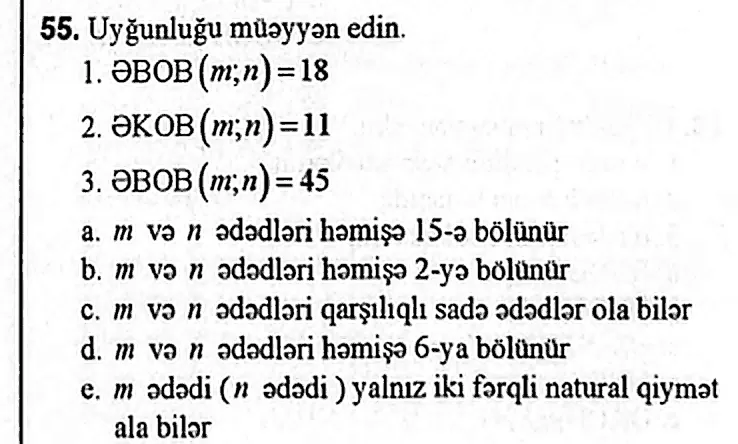 55. Uyğunluğu müəyyən edin.
1. ƏBOB (m;n) = 18
2. ƏKOB (m;n) = 11
3. ƏBOB (m;n) = 45
a. m və n ədədləri həmişə 15-ə bölünür
b. m və n ədədləri həmişə 2-yə bölünür
c. m və n ədədləri qarşılıqlı sadə ədədlər ola bilər
d. m və n ədədləri həmişə 6-ya bölünür
e. m ədədi (n ədədi) yalnız iki fərqli natural qiymət
ala bilər